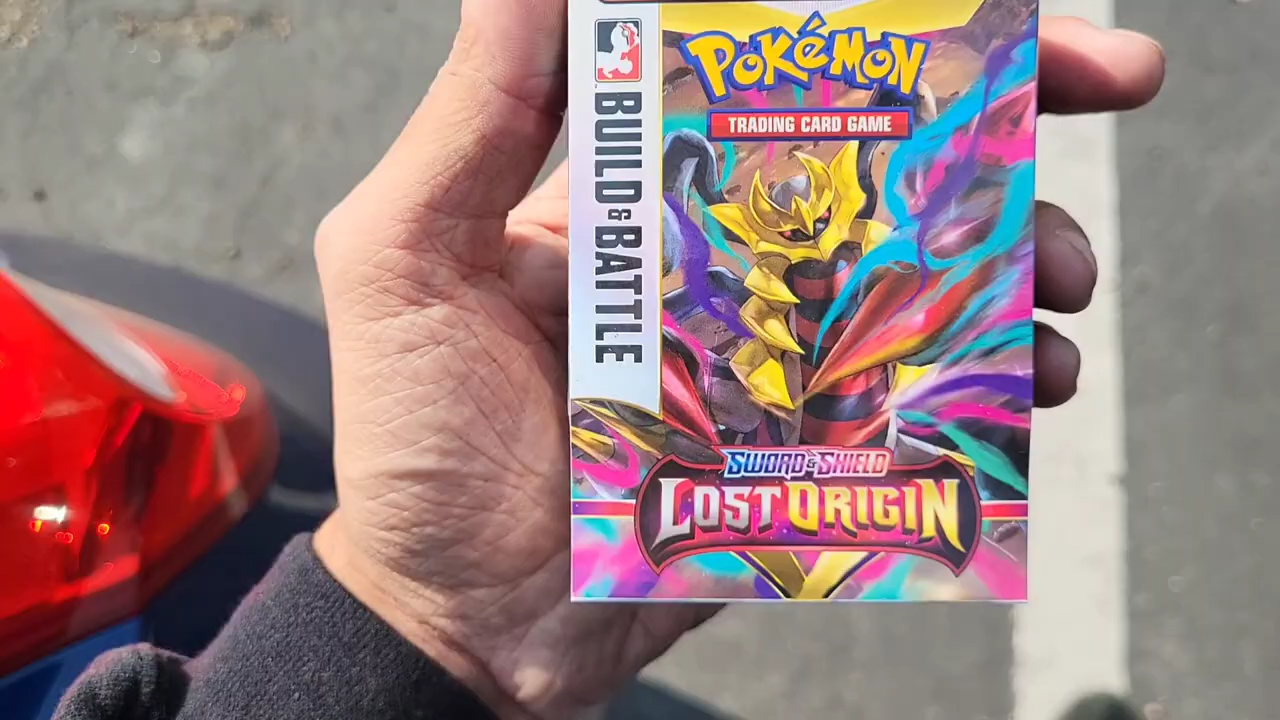 POKéMON
TRADING CARD GAME
BUILD & BATTLE
SWORD & SHIELD
LOST ORIGIN